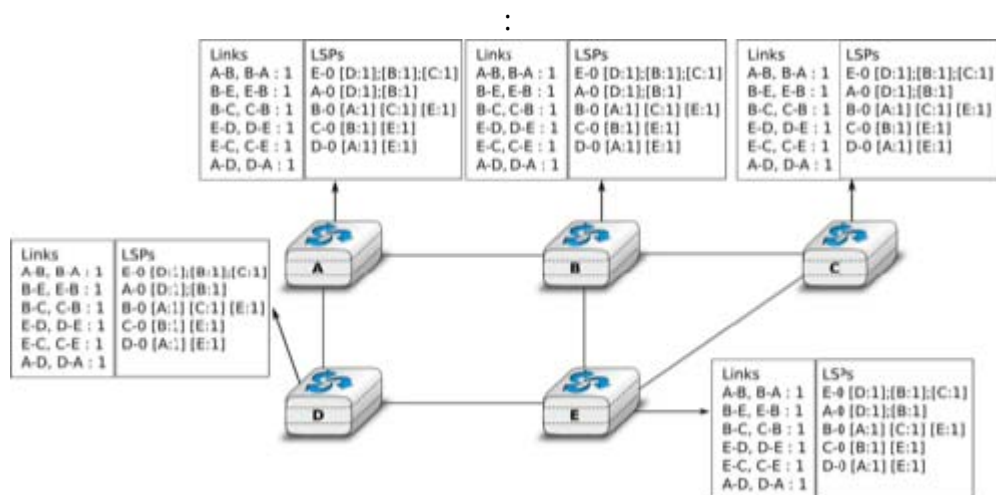 :
Links
A-B, B-A : 1
B-E, E-B : 1
B-C, C-B : 1
E-D, D-E : 1
E-C, C-E : 1
A-D, D-A : 1
LSPs
E-0 [D:1];[B:1];[C:1]
A-0 [D:1];[B:1]
B-0 [A:1] [C:1] [E:1]
C-0 [B:1] [E:1]
D-0 [A:1] [E:1]
Links
A-B, B-A : 1
B-E, E-B : 1
B-C, C-B : 1
E-D, D-E : 1
E-C, C-E : 1
A-D, D-A : 1
LSPs
E-0 [D:1];[B:1];[C:1]
A-0 [D:1];[B:1]
B-0 [A:1] [C:1] [E:1]
C-0 [B:1] [E:1]
D-0 [A:1] [E:1]
Links
A-B, B-A : 1
B-E, E-B : 1
B-C, C-B : 1
E-D, D-E : 1
E-C, C-E : 1
A-D, D-A : 1
LSPs
E-0 [D:1];[B:1];[C:1]
A-0 [D:1];[B:1]
B-0 [A:1] [C:1] [E:1]
C-0 [B:1] [E:1]
D-0 [A:1] [E:1]
A
B
C
Links
A-B, B-A : 1
B-E, E-B : 1
B-C, C-B : 1
E-D, D-E : 1
E-C, C-E : 1
A-D, D-A : 1
LSPs
E-0 [D:1];[B:1];[C:1]
A-0 [D:1];[B:1]
B-0 [A:1] [C:1] [E:1]
C-0 [B:1] [E:1]
D-0 [A:1] [E:1]
D
E
Links
A-B, B-A : 1
B-E, E-B : 1
B-C, C-B : 1
E-D, D-E : 1
E-C, C-E : 1
A-D, D-A : 1
LSPs
E-0 [D:1];[B:1];[C:1]
A-0 [D:1];[B:1]
B-0 [A:1] [C:1] [E:1]
C-0 [B:1] [E:1]
D-0 [A:1] [E:1]